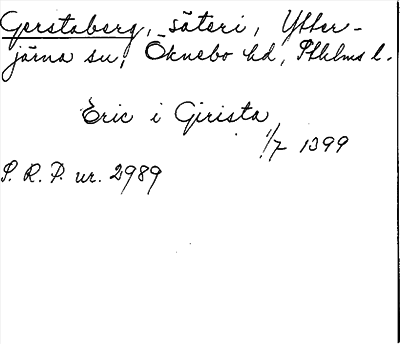 Gerstaberg, säteri, Ytter-
järna sn, Öknebo hd, Sthlms l.
Eric i Girista
1/7 1399
P. R. P. nr. 2989